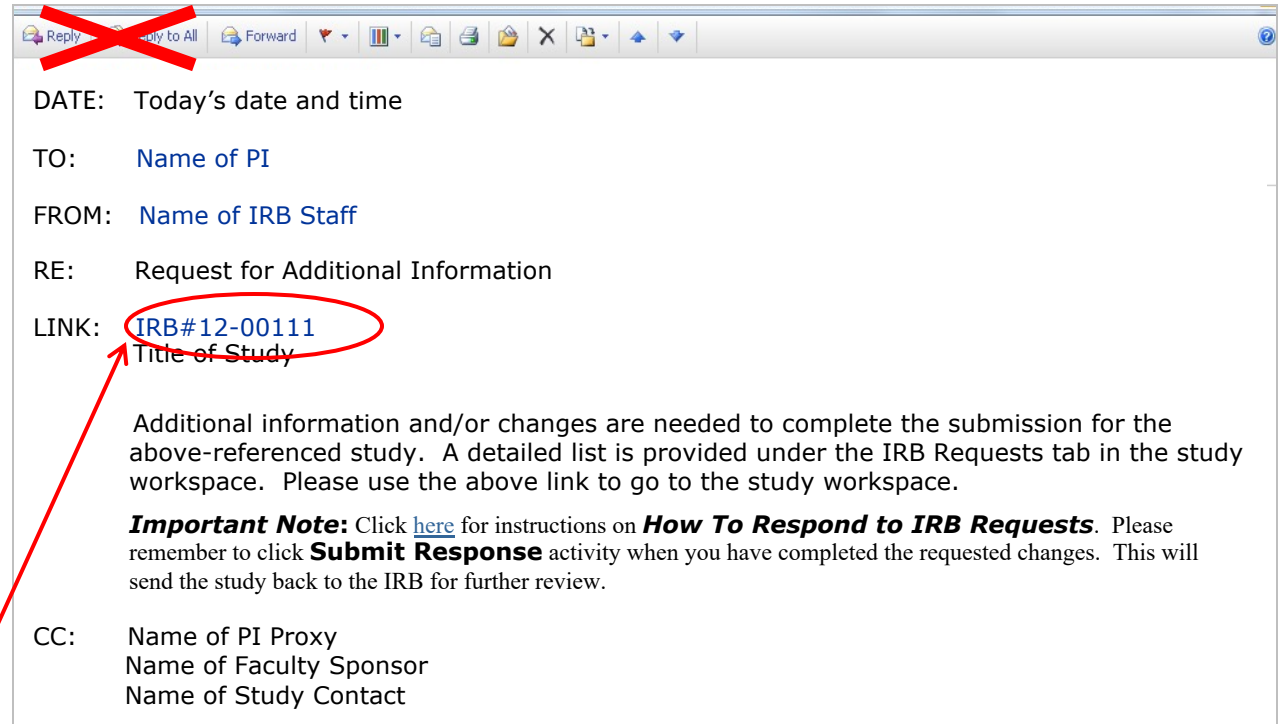 Reply Reply to All Forward
DATE: Today's date and time
TO: Name of PI
FROM: Name of IRB Staff
RE: Request for Additional Information
LINK: IRB#12-00111
Title of Study
Additional information and/or changes are needed to complete the submission for the
above-referenced study. A detailed list is provided under the IRB Requests tab in the study
workspace. Please use the above link to go to the study workspace.
Important Note: Click here for instructions on How To Respond to IRB Requests. Please
remember to click Submit Response activity when you have completed the requested changes. This will
send the study back to the IRB for further review.
CC: Name of PI Proxy
Name of Faculty Sponsor
Name of Study Contact